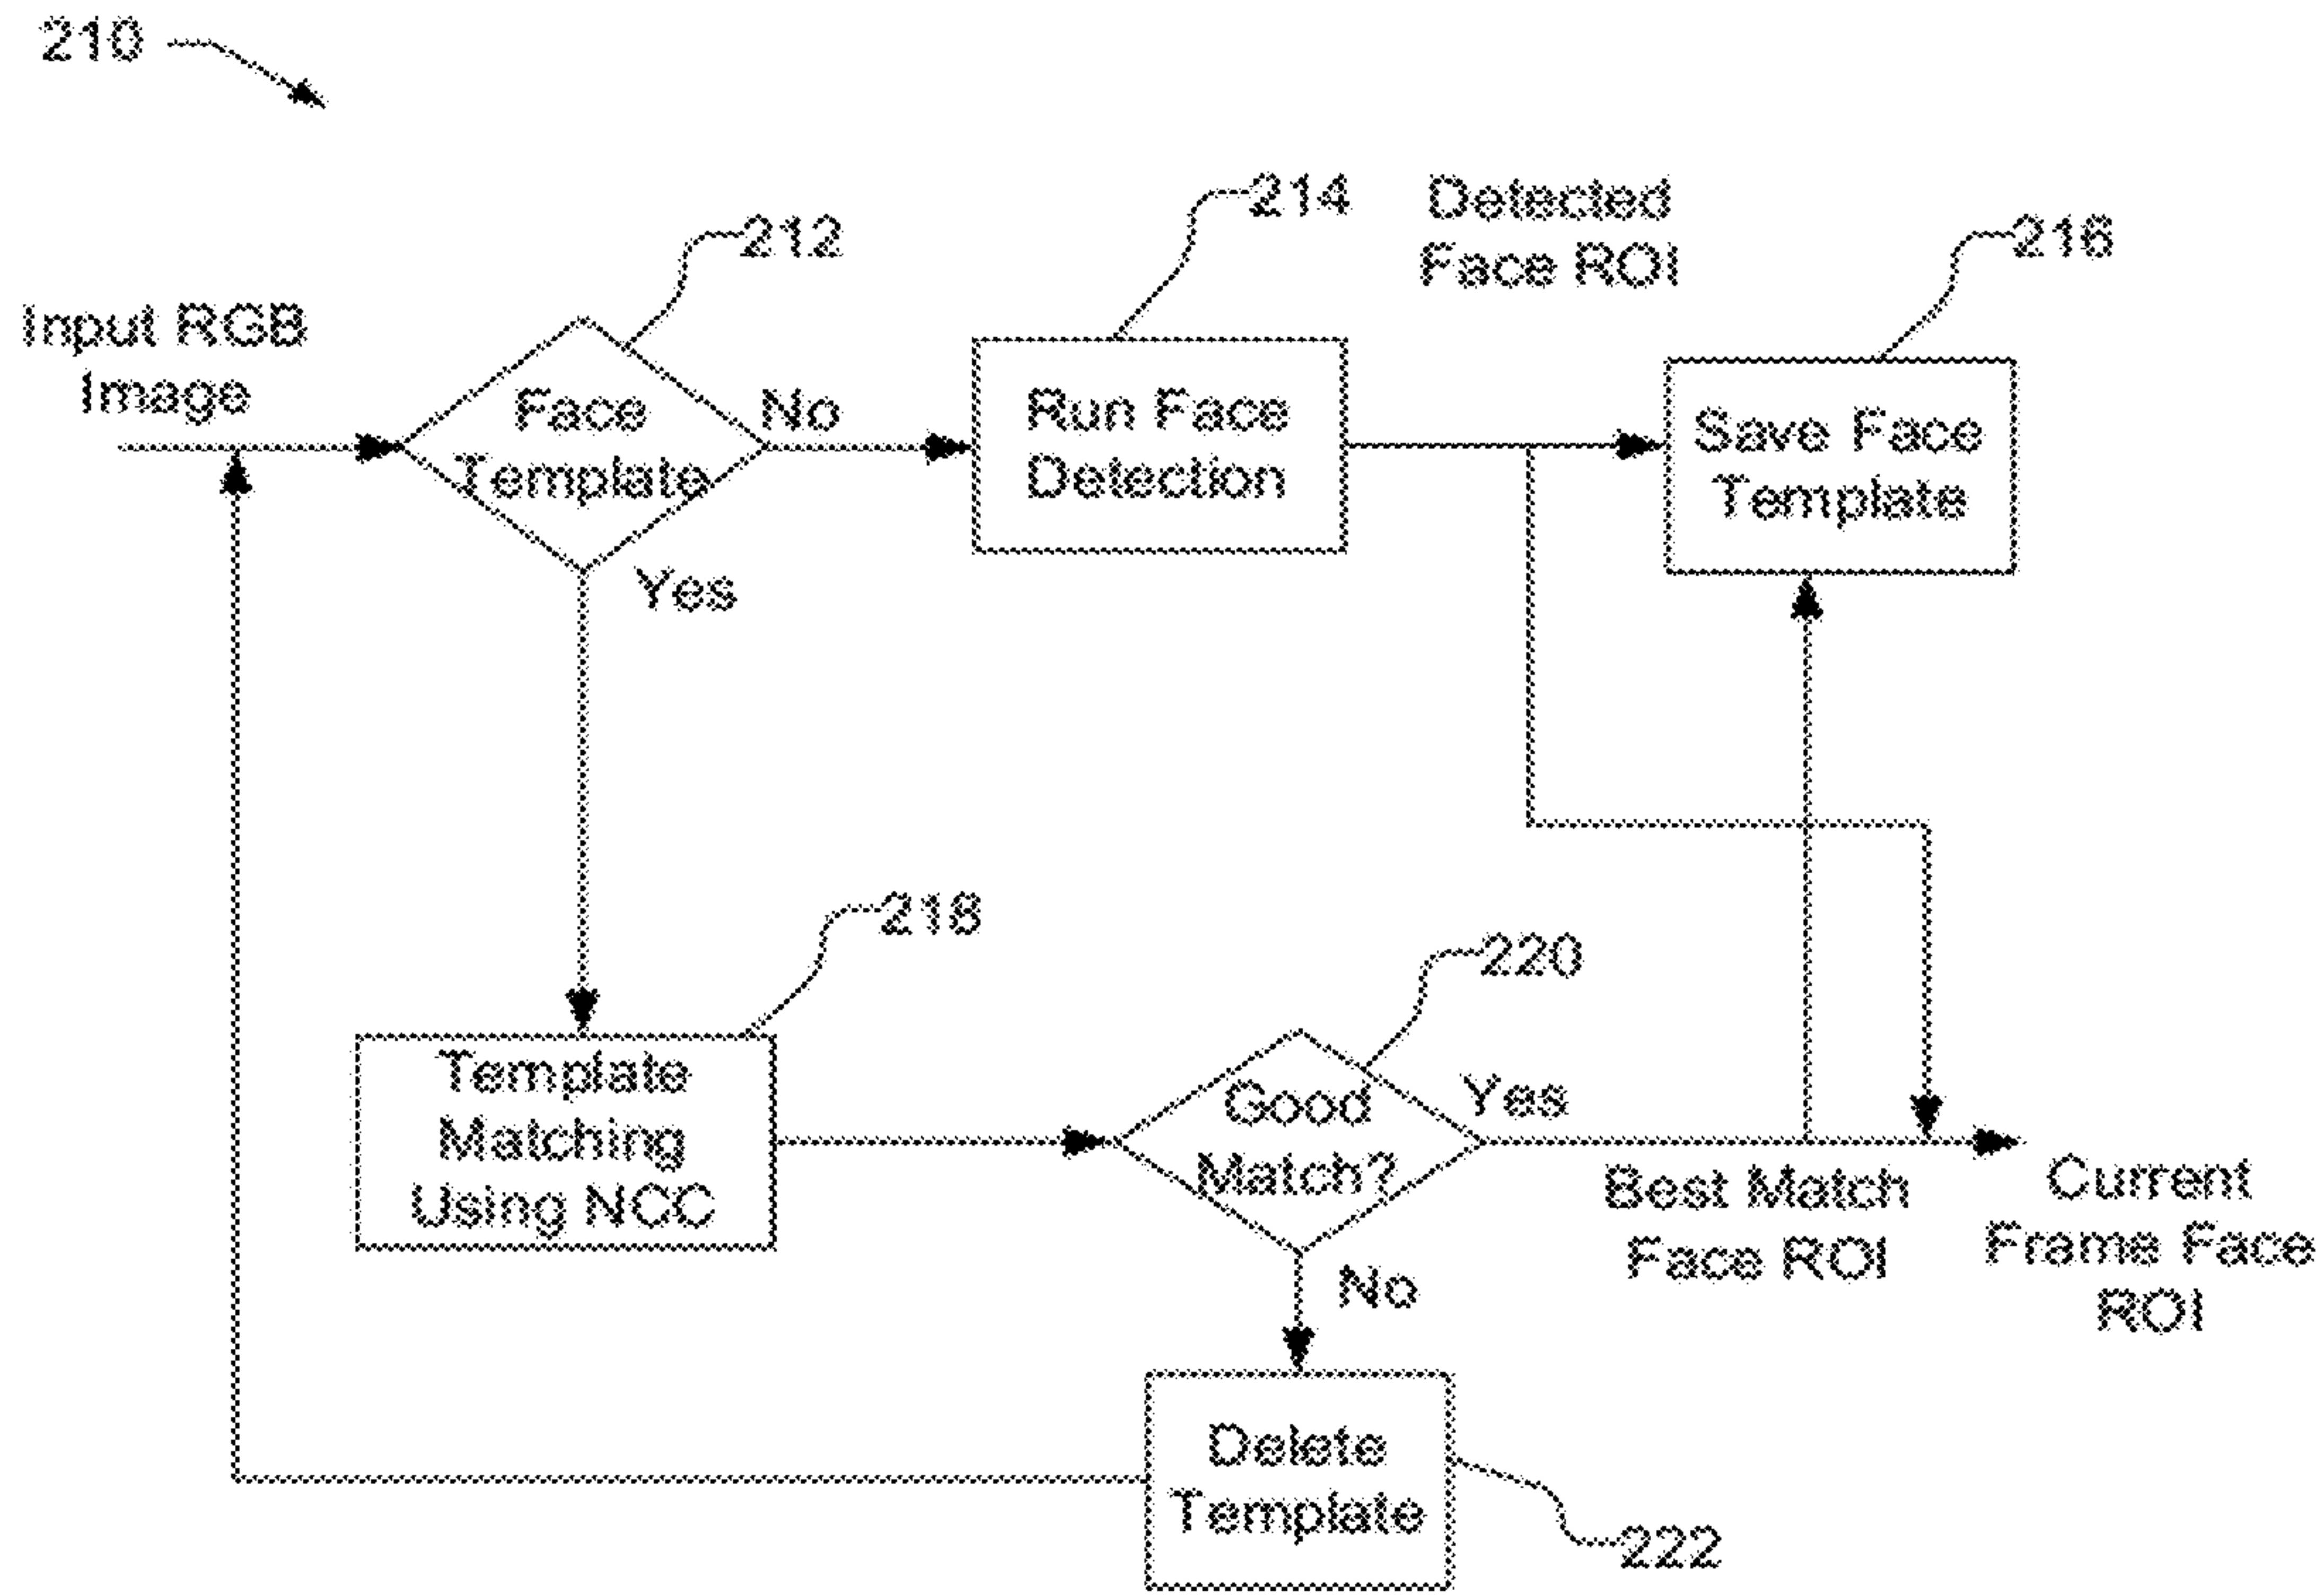 210
214
Detected
Face ROI
212
216
Input RGB
Image
Face
Template
No
Run Face
Detection
Save Face
Template
Yes
218
220
Template
Matching
Using NCC
Good
Match?
Yes
Best Match
Face ROI
Current
Frame Face
ROI
No
Delete
Template
222